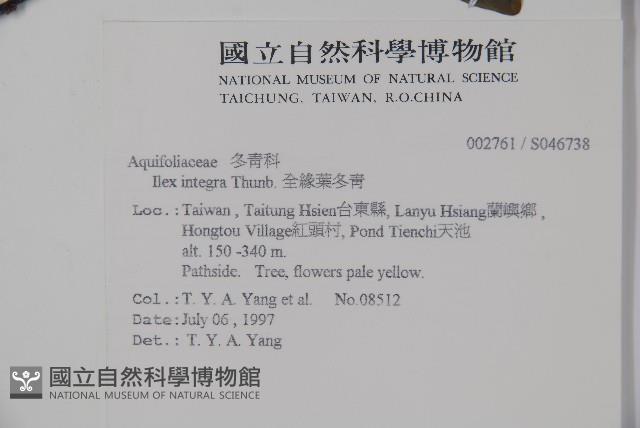 國立自然科學博物館
NATIONAL MUSEUM OF NATURAL SCIENCE
TAICHUNG, TAIWAN, R.O.CHINA
002761 / S046738
Aquifoliaceae 冬青科
Ilex integra Thunb. 全緣葉冬青
Loc.:Taiwan , Taitung Hsien台東縣, Lanyu Hsiang蘭嶼鄉 ,
Hongtou Village紅頭村, Pond Tienchi天池
alt. 150 -340 m.
Pathside. Tree, flowers pale yellow.
Col.:T. Y. A. Yang et al. No.08512
Date:July 06 , 1997
Det.: T. Y. A. Yang
國立自然科學博物館
NATIONAL MUSEUM OF NATURAL SCIENCE